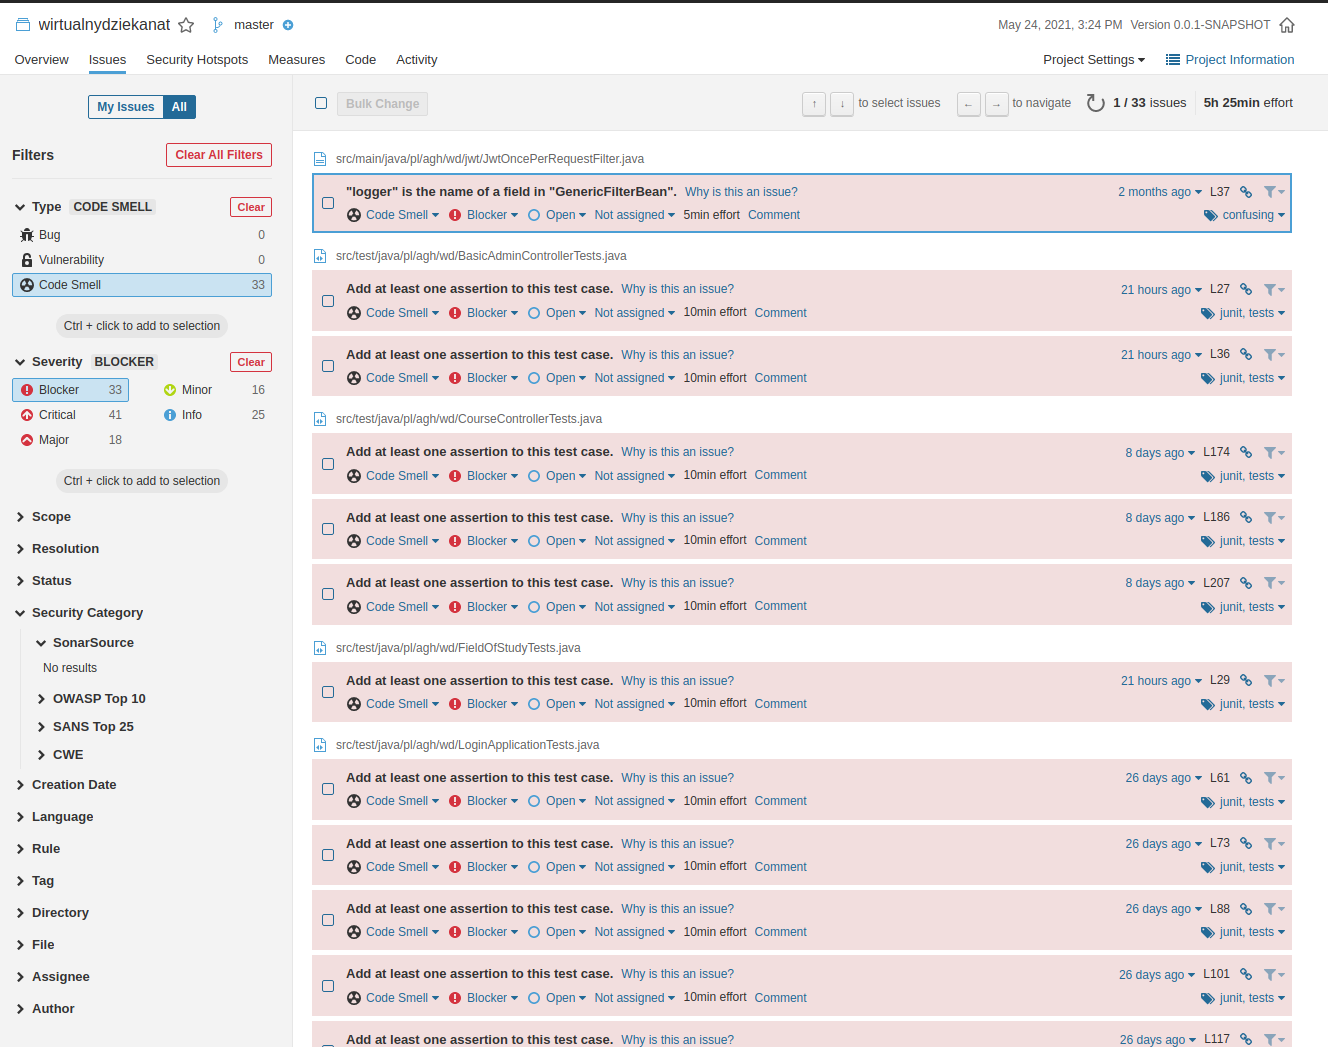 wirtualnydziekanat master May 24, 2021, 3:24 PM Version 0.0.1-SNAPSHOT
Overview Issues Security Hotspots Measures Code Activity Project Settings Project Information
My Issues All
Bulk Change ↑ ↓ to select issues ← → to navigate 1 / 33 issues 5h 25min effort
Filters Clear All Filters
Type CODE SMELL Clear
Bug 0
Vulnerability 0
Code Smell 33
Ctrl + click to add to selection
Severity BLOCKER Clear
Blocker 33 Minor 16
Critical 41 Info 25
Major 18
Ctrl + click to add to selection
Scope
Resolution
Status
Security Category
SonarSource
No results
OWASP Top 10
SANS Top 25
CWE
Creation Date
Language
Rule
Tag
Directory
File
Assignee
Author
src/main/java/pl/agh/wd/jwt/JwtOncePerRequestFilter.java
"logger" is the name of a field in "GenericFilterBean". Why is this an issue? 2 months ago L37
Code Smell Blocker Open Not assigned 5min effort Comment confusing
src/test/java/pl/agh/wd/BasicAdminControllerTests.java
Add at least one assertion to this test case. Why is this an issue? 21 hours ago L27
Code Smell Blocker Open Not assigned 10min effort Comment junit, tests
Add at least one assertion to this test case. Why is this an issue? 21 hours ago L36
Code Smell Blocker Open Not assigned 10min effort Comment junit, tests
src/test/java/pl/agh/wd/CourseControllerTests.java
Add at least one assertion to this test case. Why is this an issue? 8 days ago L174
Code Smell Blocker Open Not assigned 10min effort Comment junit, tests
Add at least one assertion to this test case. Why is this an issue? 8 days ago L186
Code Smell Blocker Open Not assigned 10min effort Comment junit, tests
Add at least one assertion to this test case. Why is this an issue? 8 days ago L207
Code Smell Blocker Open Not assigned 10min effort Comment junit, tests
src/test/java/pl/agh/wd/FieldOfStudyTests.java
Add at least one assertion to this test case. Why is this an issue? 21 hours ago L29
Code Smell Blocker Open Not assigned 10min effort Comment junit, tests
src/test/java/pl/agh/wd/LoginApplicationTests.java
Add at least one assertion to this test case. Why is this an issue? 26 days ago L61
Code Smell Blocker Open Not assigned 10min effort Comment junit, tests
Add at least one assertion to this test case. Why is this an issue? 26 days ago L73
Code Smell Blocker Open Not assigned 10min effort Comment junit, tests
Add at least one assertion to this test case. Why is this an issue? 26 days ago L88
Code Smell Blocker Open Not assigned 10min effort Comment junit, tests
Add at least one assertion to this test case. Why is this an issue? 26 days ago L101
Code Smell Blocker Open Not assigned 10min effort Comment junit, tests
Add at least one assertion to this test case. Why is this an issue? 26 days ago L117